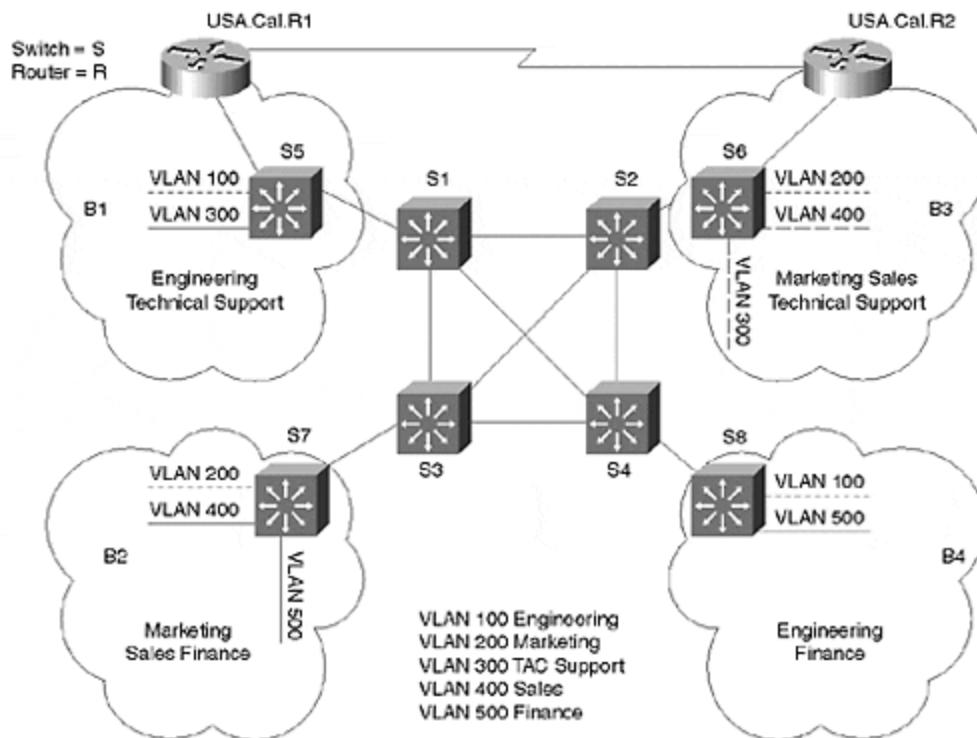 USA.Cal.R1
USA.Cal.R2
Switch = S
Router = R
S5
S6
S1
S2
VLAN 100
VLAN 300
B1
VLAN 200
VLAN 400
B3
VLAN 300
Engineering
Technical Support
Marketing Sales
Technical Support
S7
S3
S4
S8
VLAN 200
VLAN 400
B2
VLAN 500
VLAN 100
VLAN 500
B4
Marketing
Sales Finance
Engineering
Finance
VLAN 100 Engineering
VLAN 200 Marketing
VLAN 300 TAC Support
VLAN 400 Sales
VLAN 500 Finance